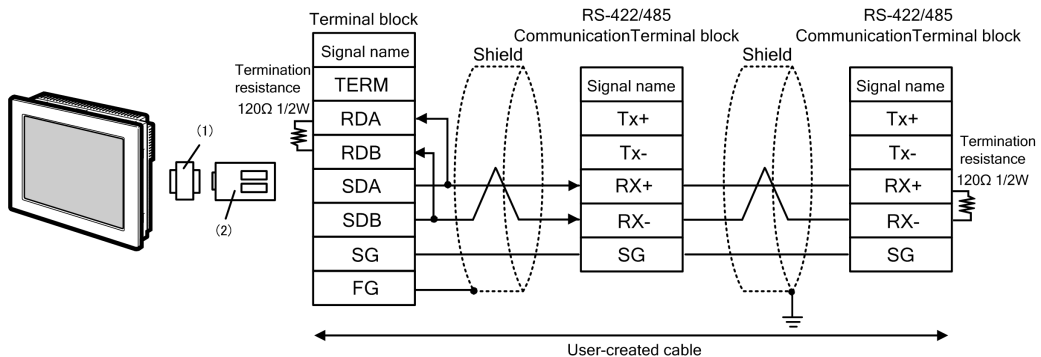 Terminal block
RS-422/485
CommunicationTerminal block
RS-422/485
CommunicationTerminal block
Termination
resistance
120Ω 1/2W
(1)
(2)
Signal name
TERM
RDA
RDB
SDA
SDB
SG
FG
Shield
Signal name
Tx+
Tx-
RX+
RX-
SG
Shield
Signal name
Tx+
Tx-
RX+
RX-
SG
Termination
resistance
120Ω 1/2W
User-created cable